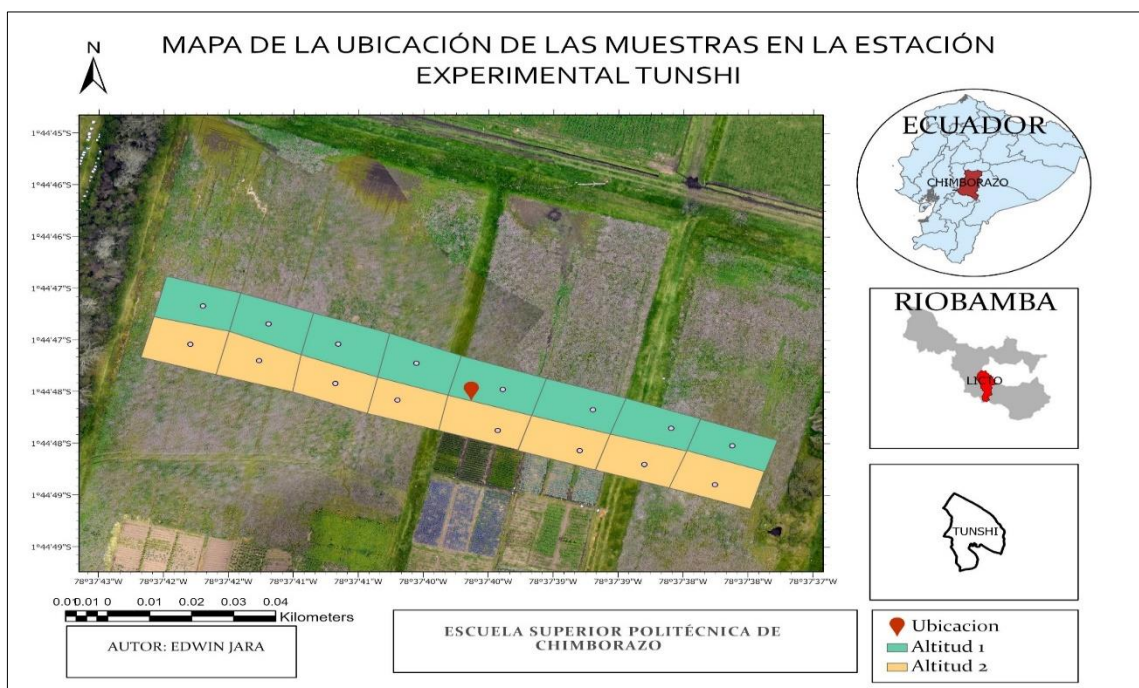 MAPA DE LA UBICACIÓN DE LAS MUESTRAS EN LA ESTACIÓN
EXPERIMENTAL TUNSHI
N
1°44'45"S
1°44'46"S
1°44'46"S
1°44'47"S
1°44'47"S
1°44'48"S
1°44'48"S
1°44'49"S
1°44'49"S
78°37'43"W
78°37'42"W
78°37'42"W
78°37'41"W
78°37'41"W
78°37'40"W
78°37'40"W
78°37'39"W
78°37'39"W
78°37'38"W
78°37'38"W
78°37'37"W
ECUADOR
CHIMBORAZO
RIOBAMBA
LICTO
TUNSHI
0.01 0.01 0 0.01 0.02 0.03 0.04
Kilometers
AUTOR: EDWIN JARA
ESCUELA SUPERIOR POLITÉCNICA DE
CHIMBORAZO
Ubicacion
Altitud 1
Altitud 2